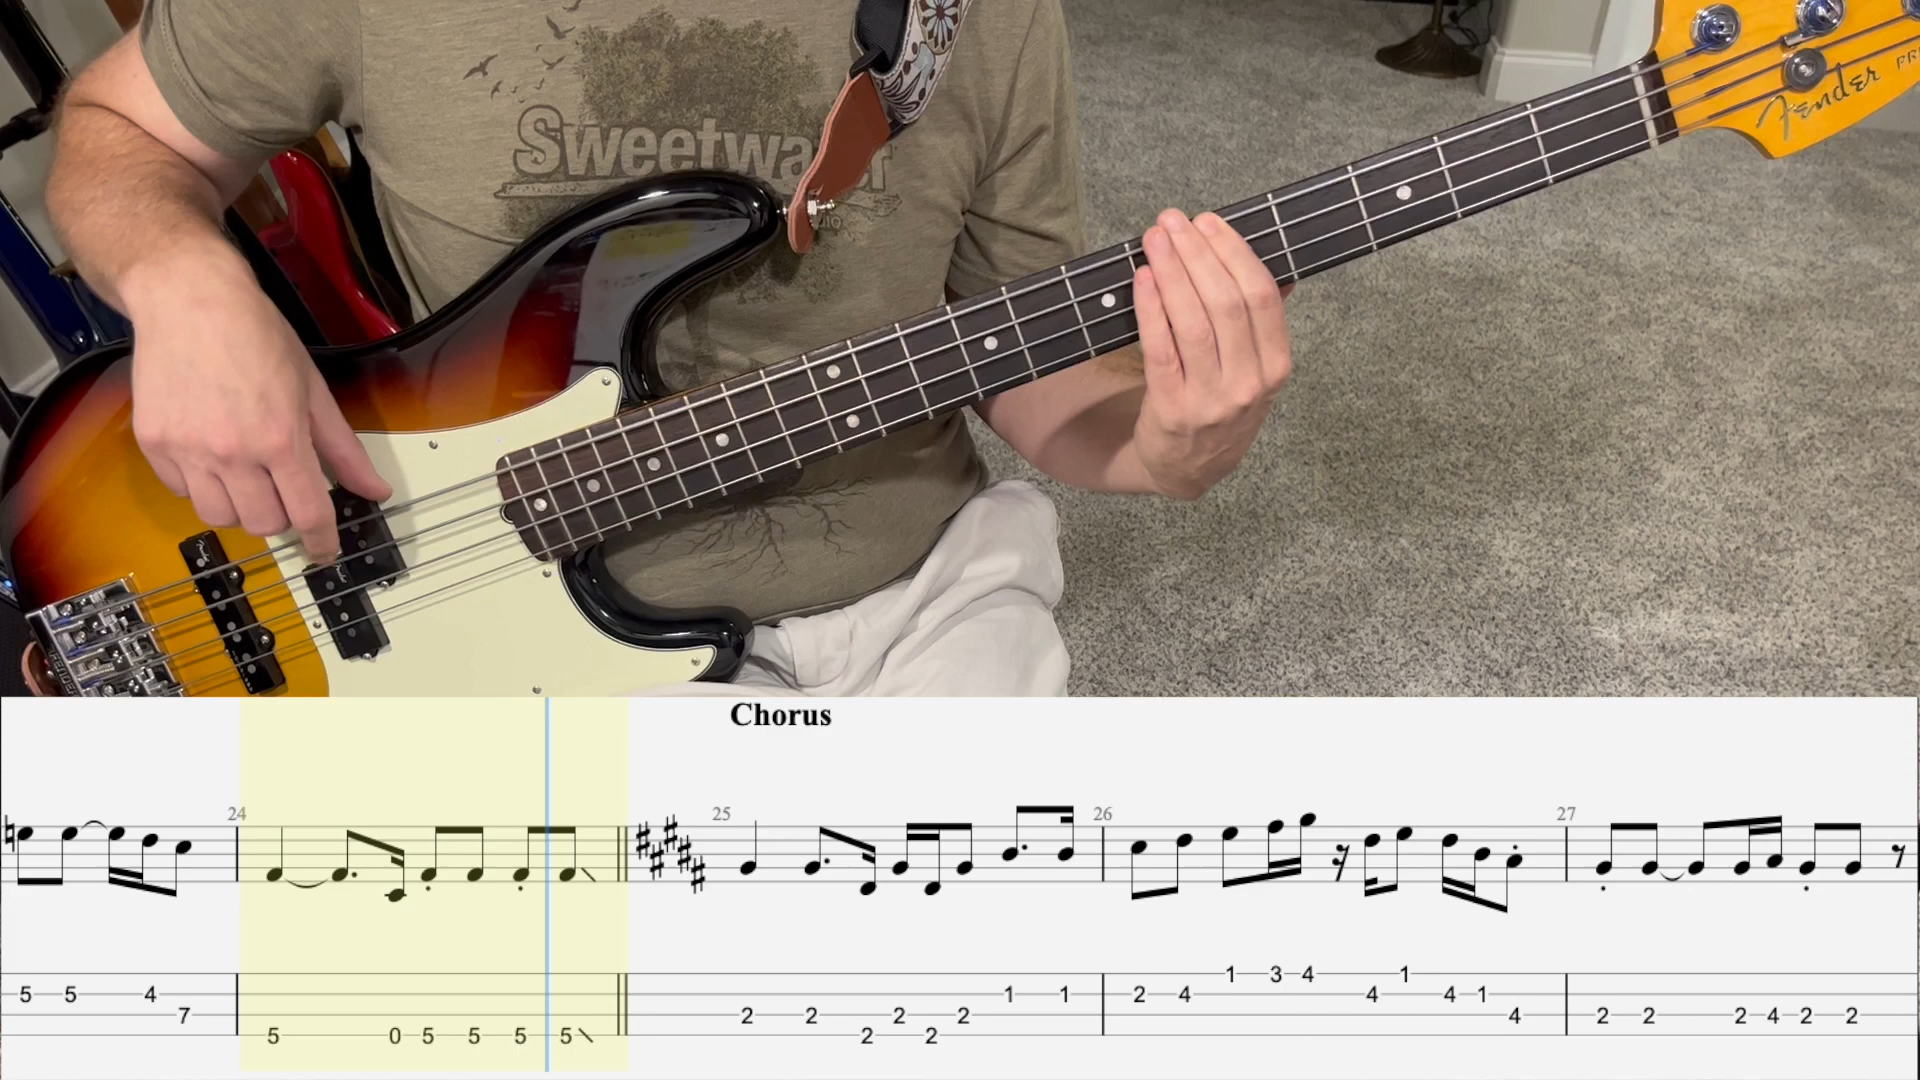 Sweetwater
Fender PR
Chorus
24
25
26
27
5 5 4
7
5 0 5 5 5 5
2 2 2 2
2 2
1 1
1 3 4 1
2 4 4 4 1
4
2 2 2 4 2 2